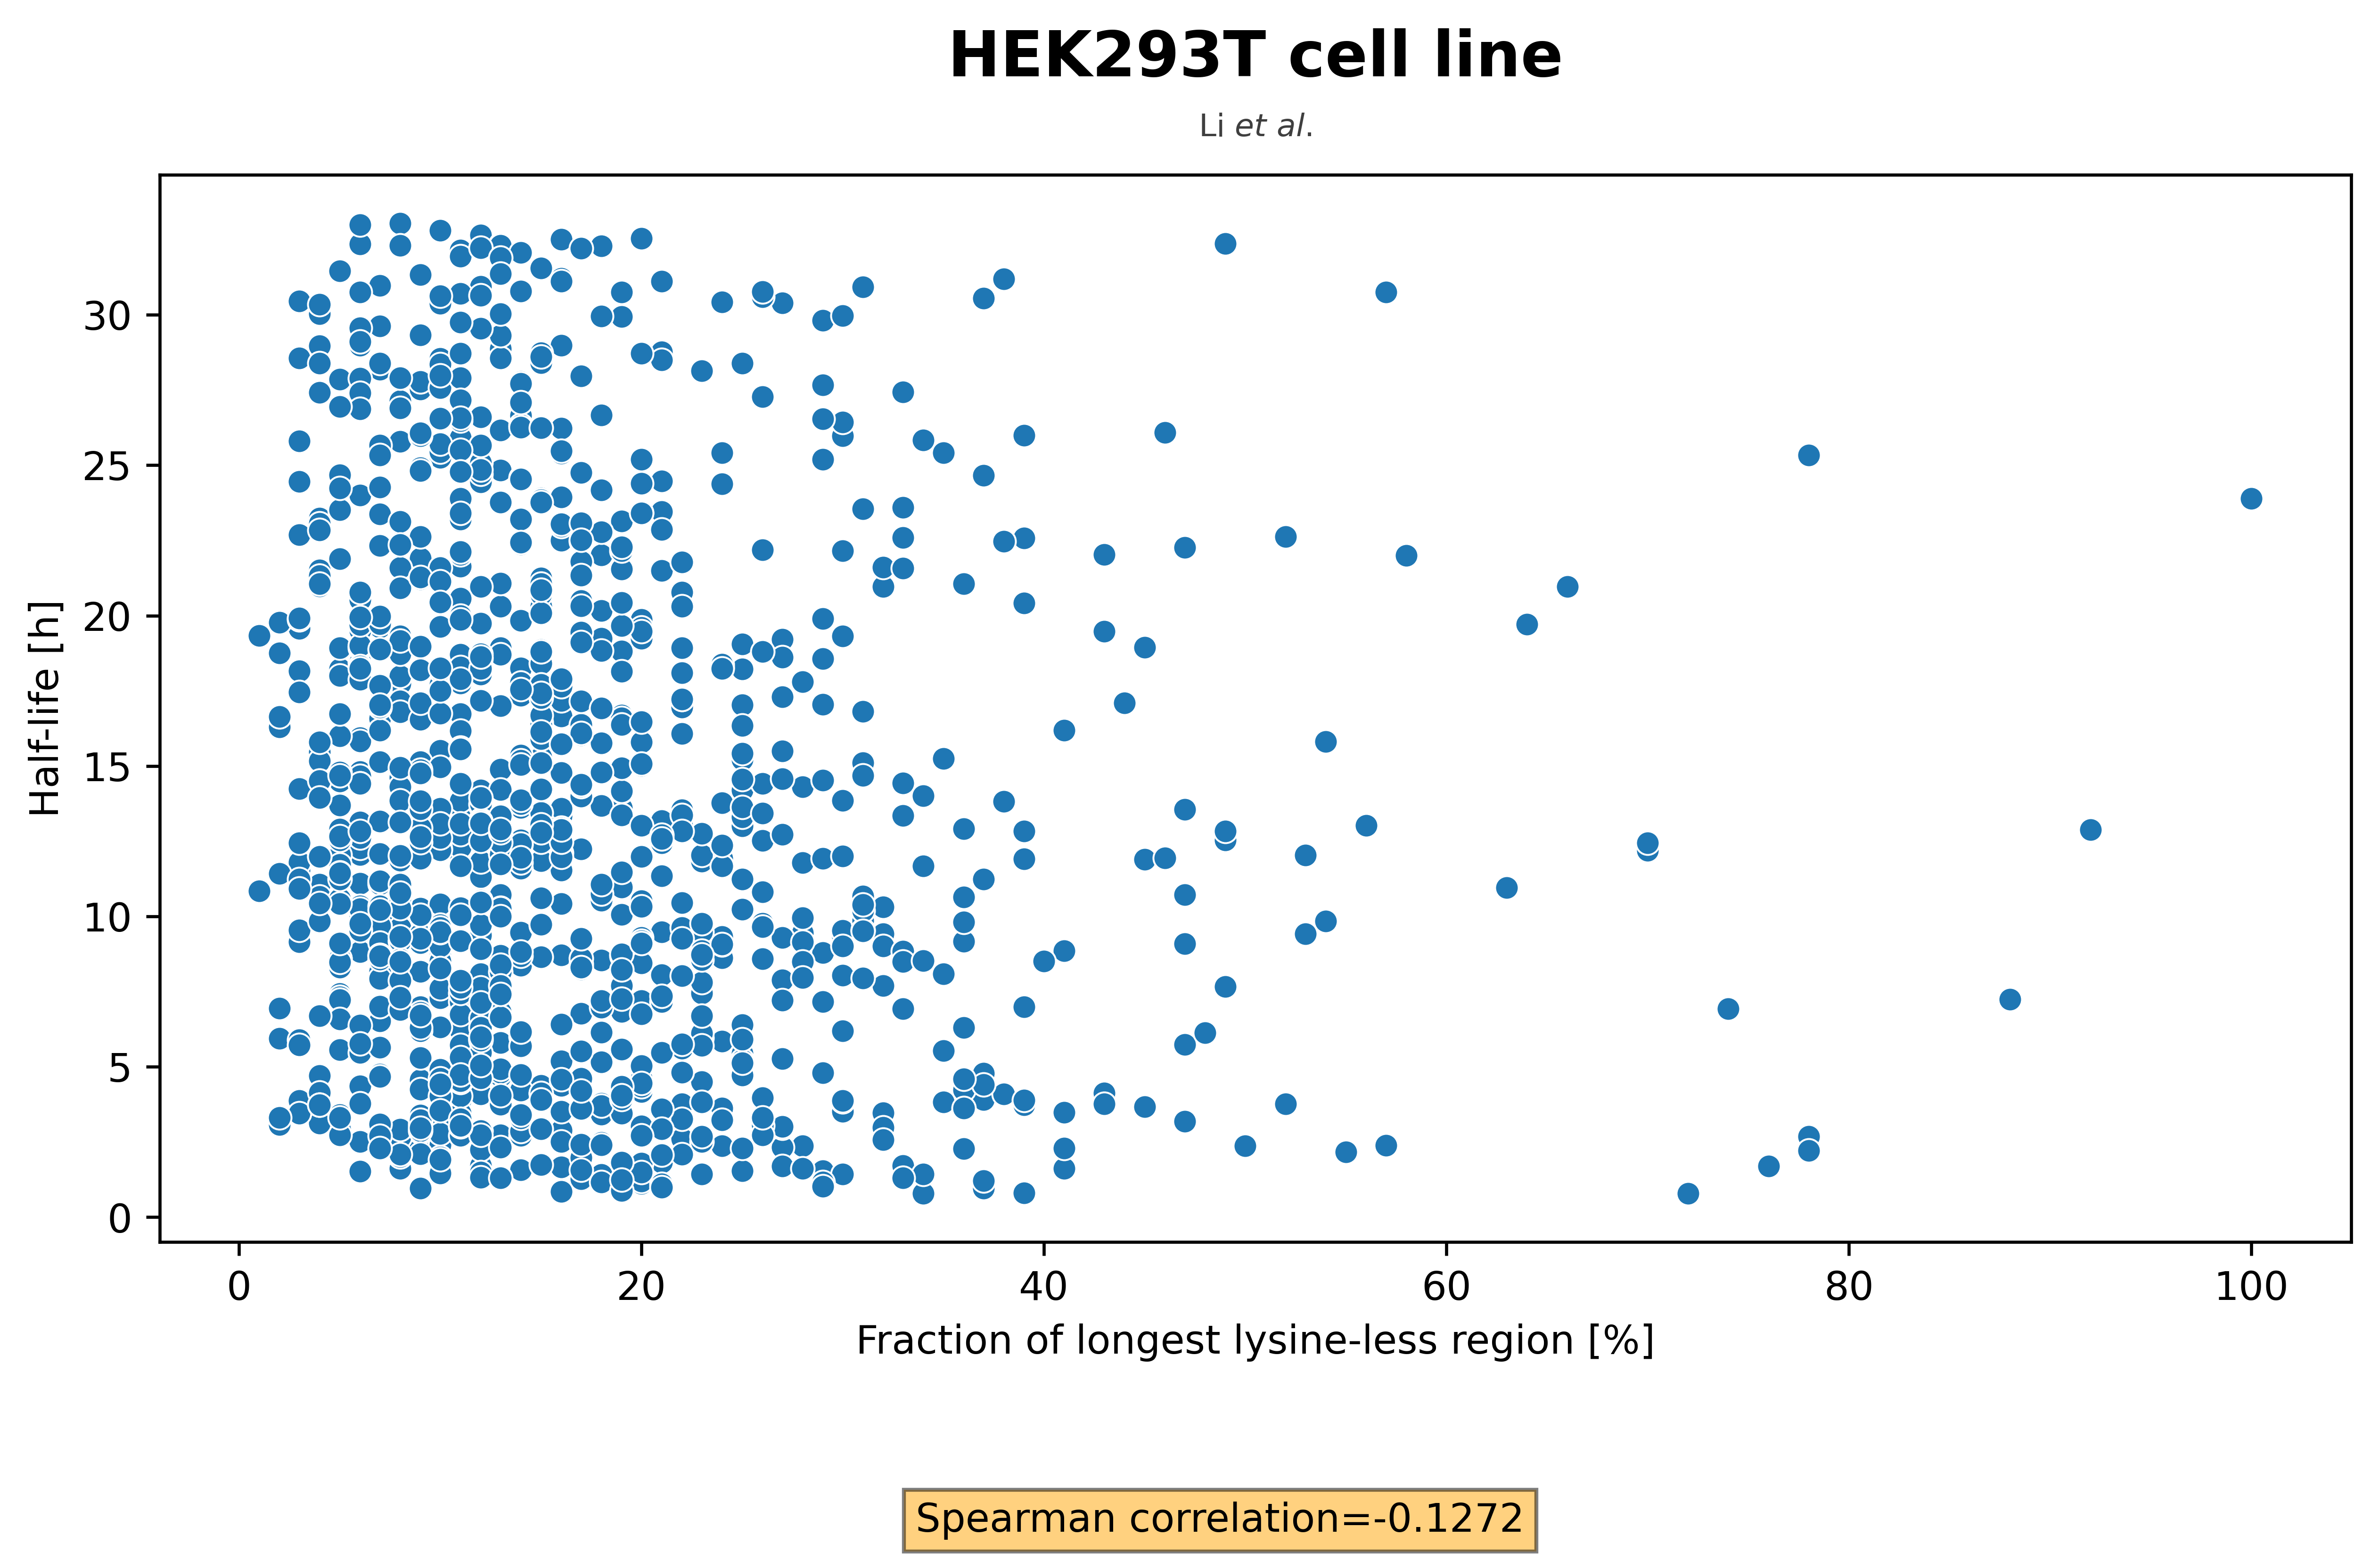 HEK293T cell line
Li et al.
30
25
20
15
10
5
0
Half-life [h]
0 20 40 60 80 100
Fraction of longest lysine-less region [%]
Spearman correlation=-0.1272